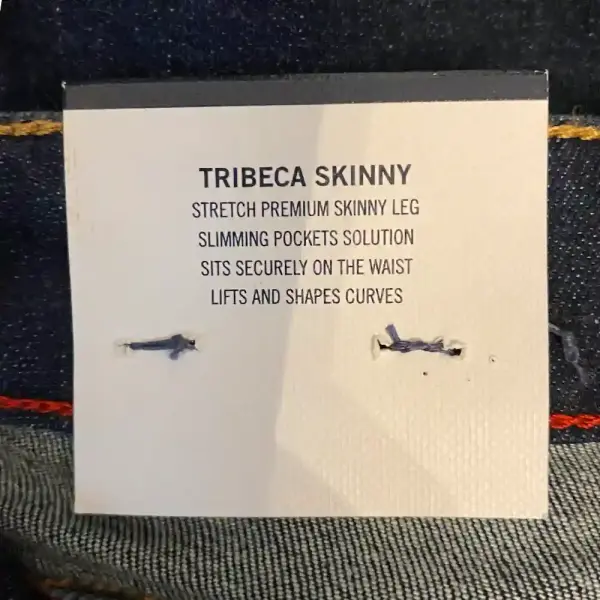 TRIBECA SKINNY
STRETCH PREMIUM SKINNY LEG
SLIMMING POCKETS SOLUTION
SITS SECURELY ON THE WAIST
LIFTS AND SHAPES CURVES